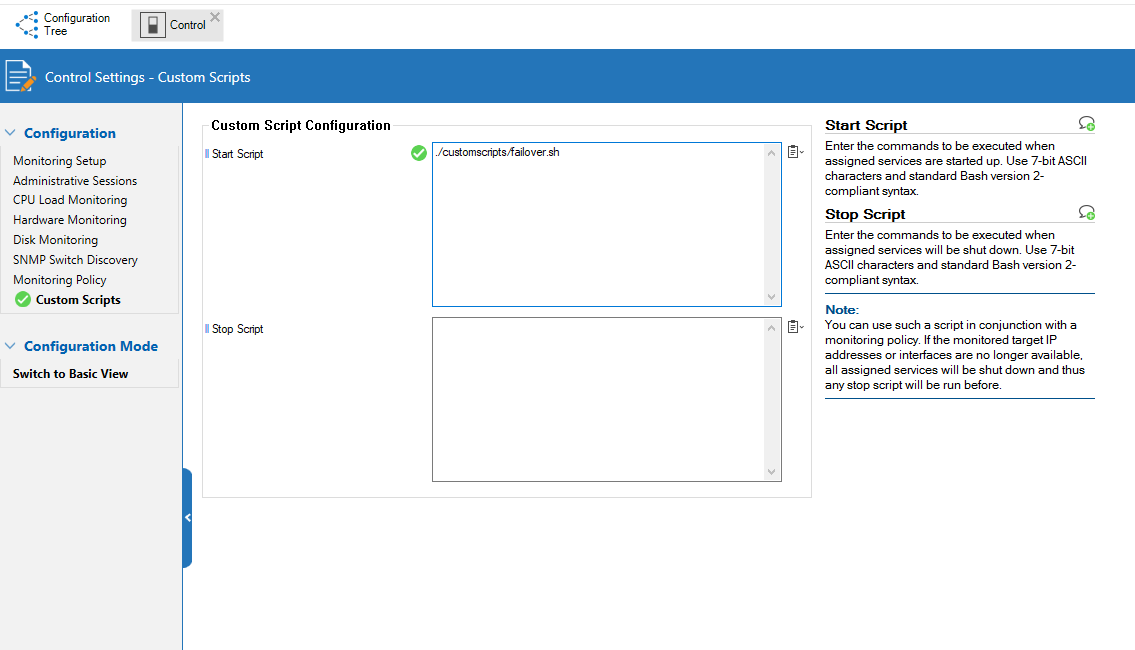 Configuration
Tree
Control
Control Settings - Custom Scripts
Configuration
Monitoring Setup
Administrative Sessions
CPU Load Monitoring
Hardware Monitoring
Disk Monitoring
SNMP Switch Discovery
Monitoring Policy
Custom Scripts
Configuration Mode
Switch to Basic View
Custom Script Configuration
Start Script
./customscripts/failover.sh
Stop Script
Start Script
Enter the commands to be executed when
assigned services are started up. Use 7-bit ASCII
characters and standard Bash version 2-
compliant syntax.
Stop Script
Enter the commands to be executed when
assigned services will be shut down. Use 7-bit
ASCII characters and standard Bash version 2-
compliant syntax.
Note:
You can use such a script in conjunction with a
monitoring policy. If the monitored target IP
addresses or interfaces are no longer available,
all assigned services will be shut down and thus
any stop script will be run before.